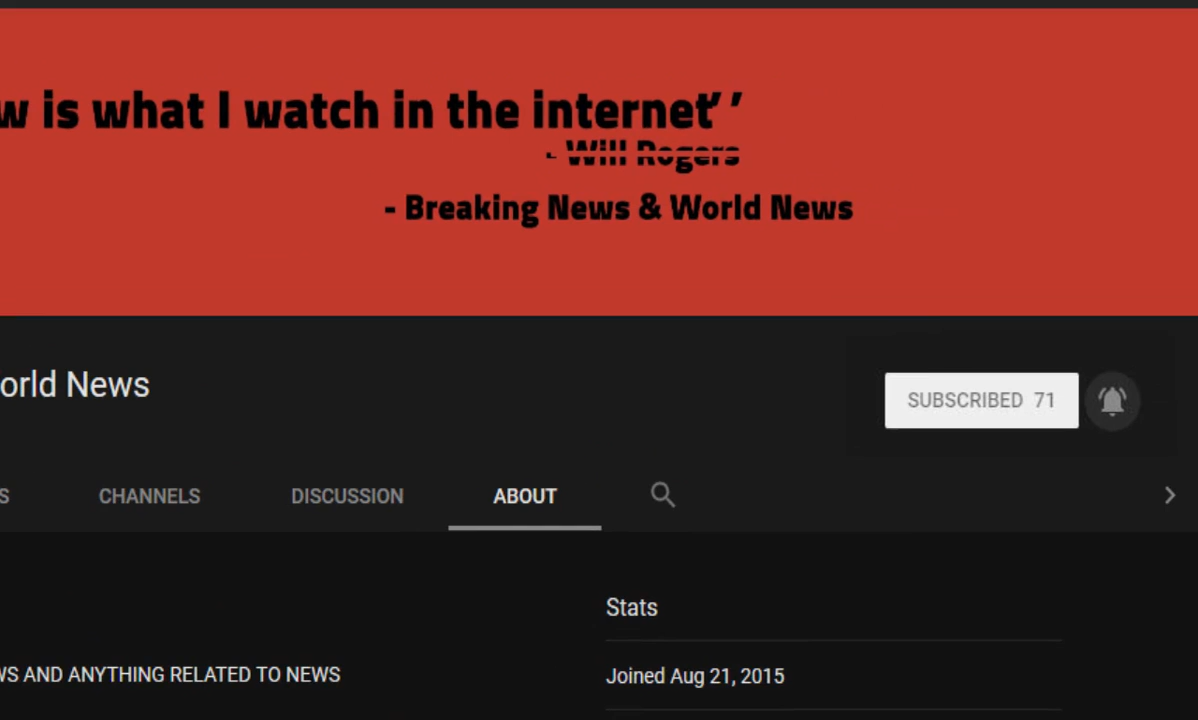 w is what I watch in the internet’’
- Will Rogers
- Breaking News & World News
orld News
SUBSCRIBED 71
S CHANNELS DISCUSSION ABOUT
Stats
WS AND ANYTHING RELATED TO NEWS
Joined Aug 21, 2015